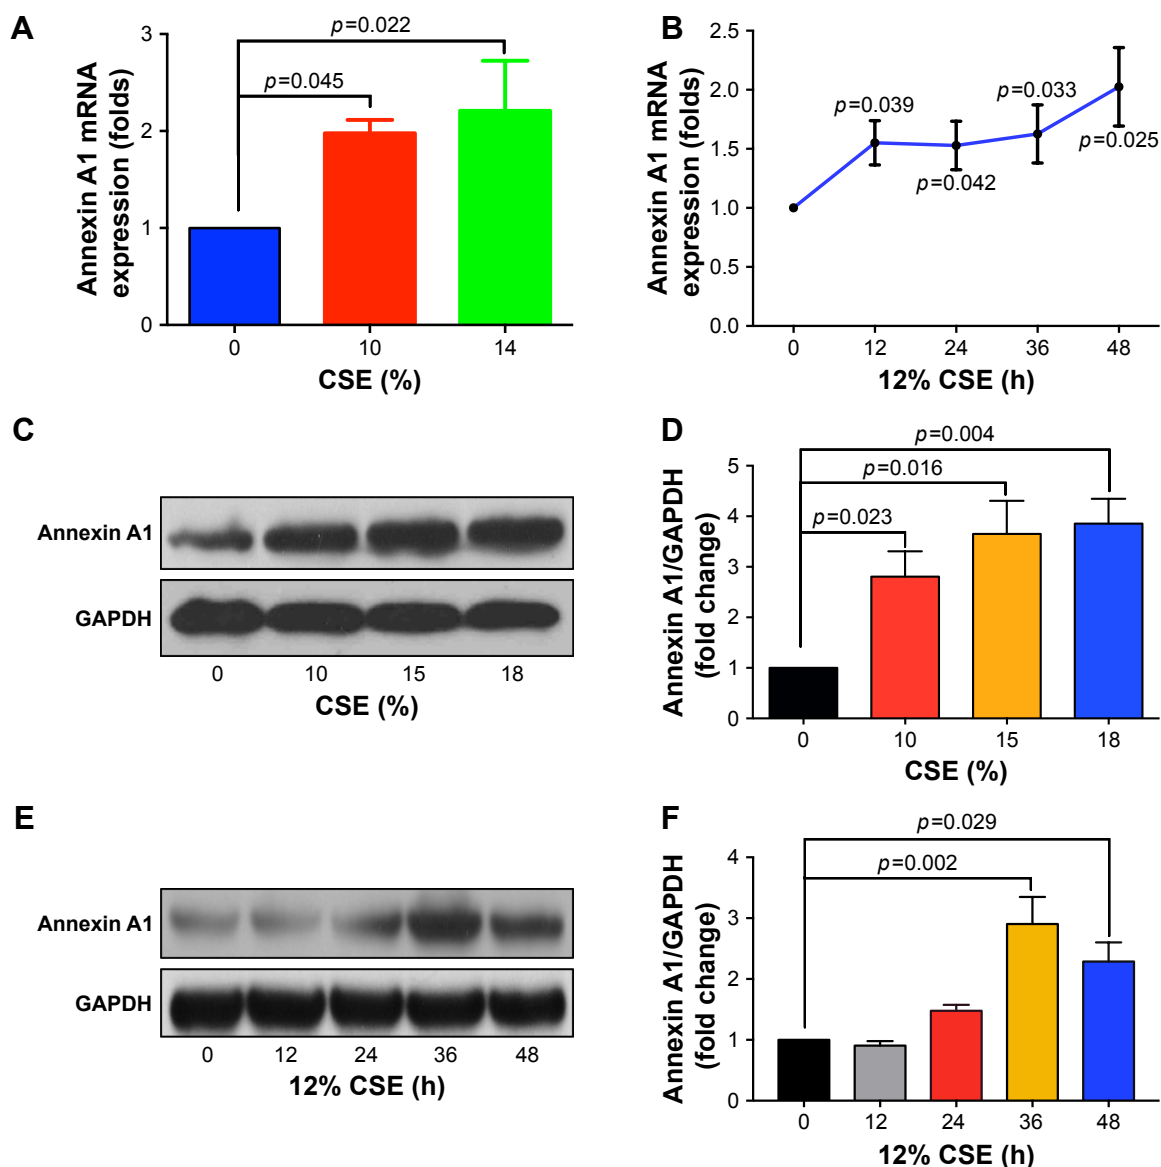 A
Annexin A1 mRNA
expression (folds)
3
2
1
0
p=0.022
p=0.045
0 10 14
CSE (%)
B
Annexin A1 mRNA
expression (folds)
2.5
2.0
1.5
1.0
0.5
0.0
p=0.039
p=0.042
p=0.033
p=0.025
0 12 24 36 48
12% CSE (h)
C
Annexin A1
GAPDH
0 10 15 18
CSE (%)
D
Annexin A1/GAPDH
(fold change)
5
4
3
2
1
0
p=0.004
p=0.016
p=0.023
0 10 15 18
CSE (%)
E
Annexin A1
GAPDH
0 12 24 36 48
12% CSE (h)
F
Annexin A1/GAPDH
(fold change)
4
3
2
1
0
p=0.029
p=0.002
0 12 24 36 48
12% CSE (h)